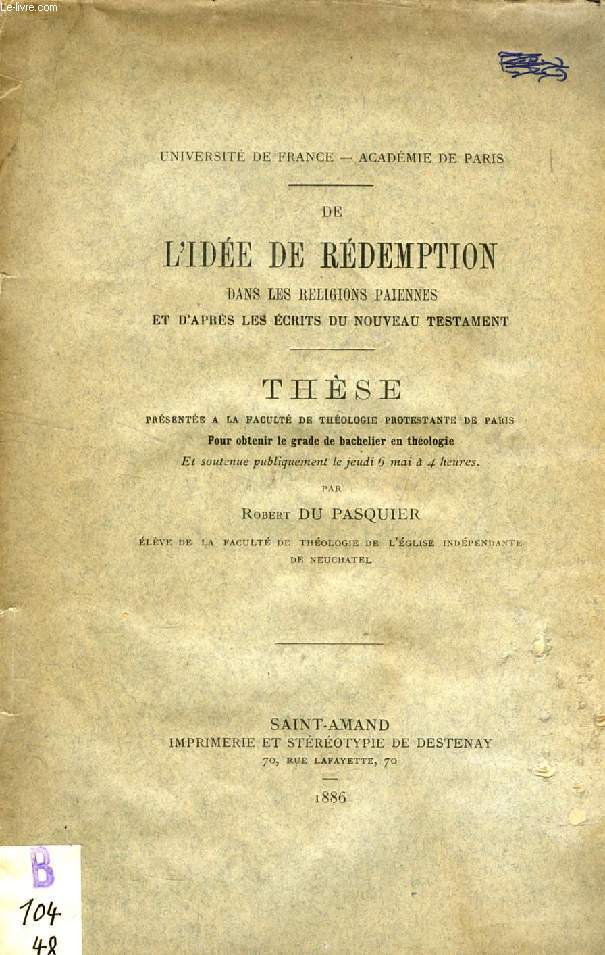 Le-livre.com
UNIVERSITÉ DE FRANCE — ACADÉMIE DE PARIS
DE
L'IDÉE DE RÉDEMPTION
DANS LES RELIGIONS PAIENNES
ET D'APRÈS LES ÉCRITS DU NOUVEAU TESTAMENT
THÈSE
PRÉSENTÉE A LA FACULTÉ DE THÉOLOGIE PROTESTANTE DE PARIS
Pour obtenir le grade de bachelier en théologie
Et soutenue publiquement le jeudi 6 mai à 4 heures.
PAR
ROBERT DU PASQUIER
ÉLÈVE DE LA FACULTÉ DE THÉOLOGIE DE L'ÉGLISE INDÉPENDANTE
DE NEUCHATEL
SAINT-AMAND
IMPRIMERIE ET STÉRÉOTYPIE DE DESTENAY
70, RUE LAFAYETTE, 70
1886
B
104
48